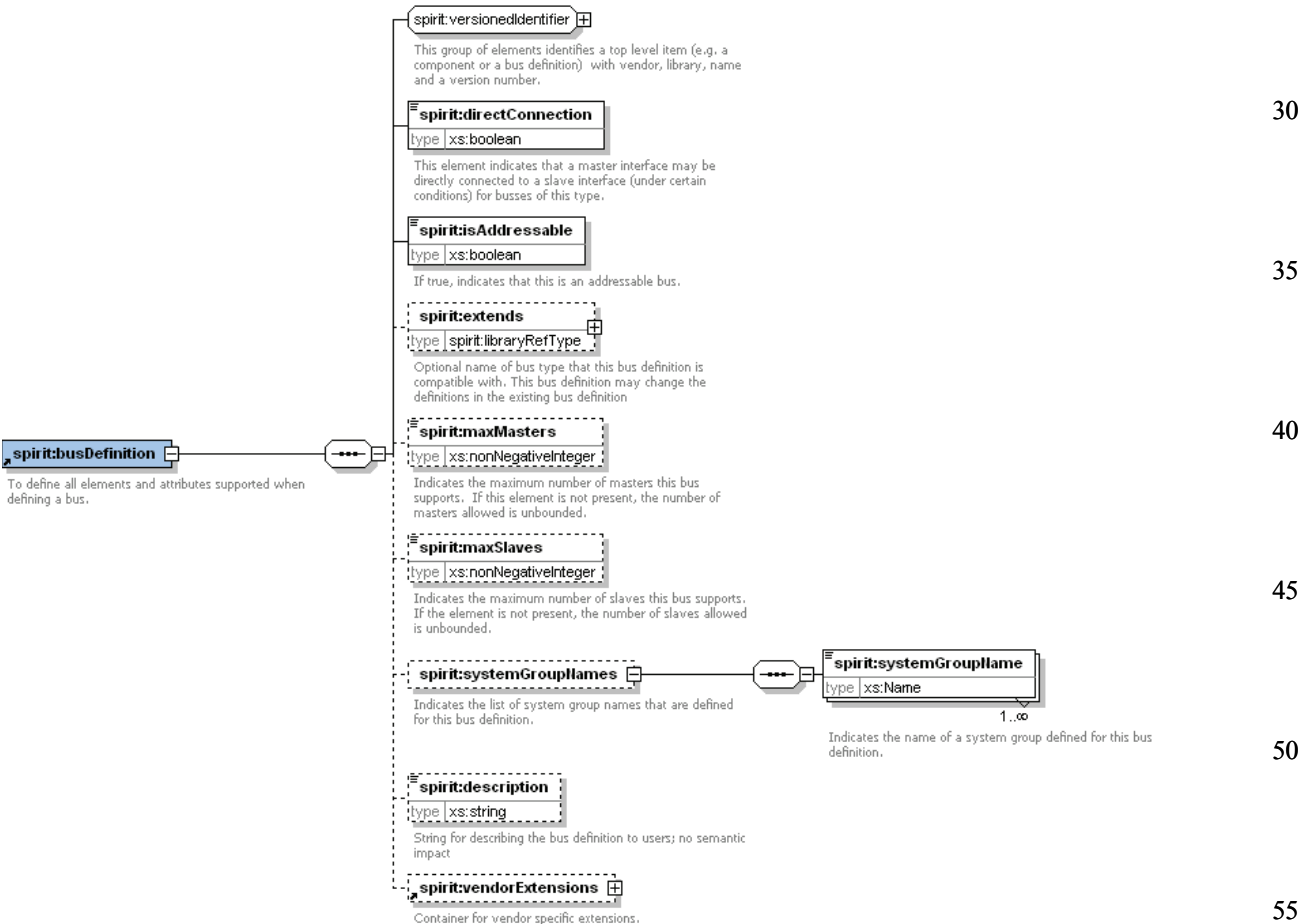 spirit:versionedIdentifier
This group of elements identifies a top level item (e.g. a
component or a bus definition) with vendor, library, name
and a version number.
30
spirit:directConnection
type xs:boolean
This element indicates that a master interface may be
directly connected to a slave interface (under certain
conditions) for busses of this type.
spirit:isAddressable
type xs:boolean
35
If true, indicates that this is an addressable bus.
spirit:extends
type spirit:libraryRefType
Optional name of bus type that this bus definition is
compatible with. This bus definition may change the
definitions in the existing bus definition
40
spirit:maxMasters
type xs:nonNegativeInteger
spirit:busDefinition
To define all elements and attributes supported when
defining a bus.
Indicates the maximum number of masters this bus
supports. If this element is not present, the number of
masters allowed is unbounded.
spirit:maxSlaves
type xs:nonNegativeInteger
45
Indicates the maximum number of slaves this bus supports.
If the element is not present, the number of slaves allowed
is unbounded.
spirit:systemGroupNames
Indicates the list of system group names that are defined
for this bus definition.
spirit:systemGroupName
type xs:Name
1..∞
Indicates the name of a system group defined for this bus
definition.
50
spirit:description
type xs:string
String for describing the bus definition to users; no semantic
impact
spirit:vendorExtensions
Container for vendor specific extensions.
55